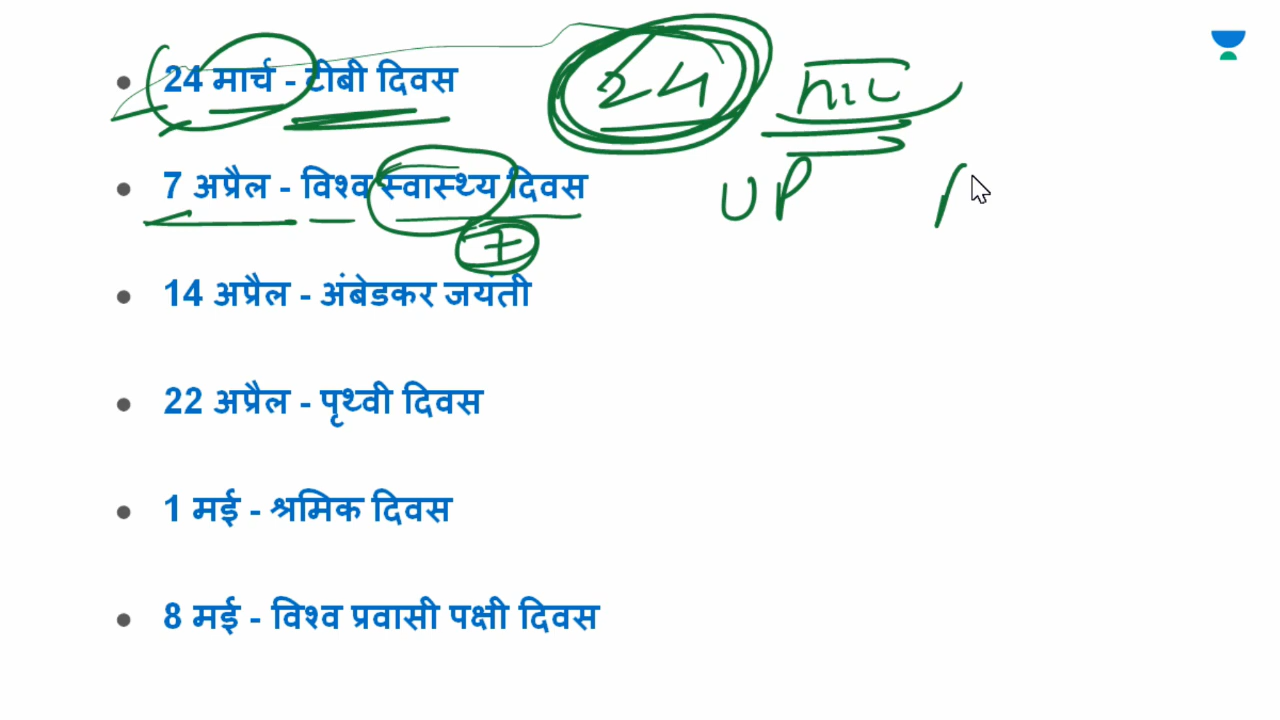 24 मार्च - टीबी दिवस 24
7 अप्रैल - विश्व स्वास्थ्य दिवस UP
7
14 अप्रैल - अंबेडकर जयंती
22 अप्रैल - पृथ्वी दिवस
1 मई - श्रमिक दिवस
8 मई - विश्व प्रवासी पक्षी दिवस